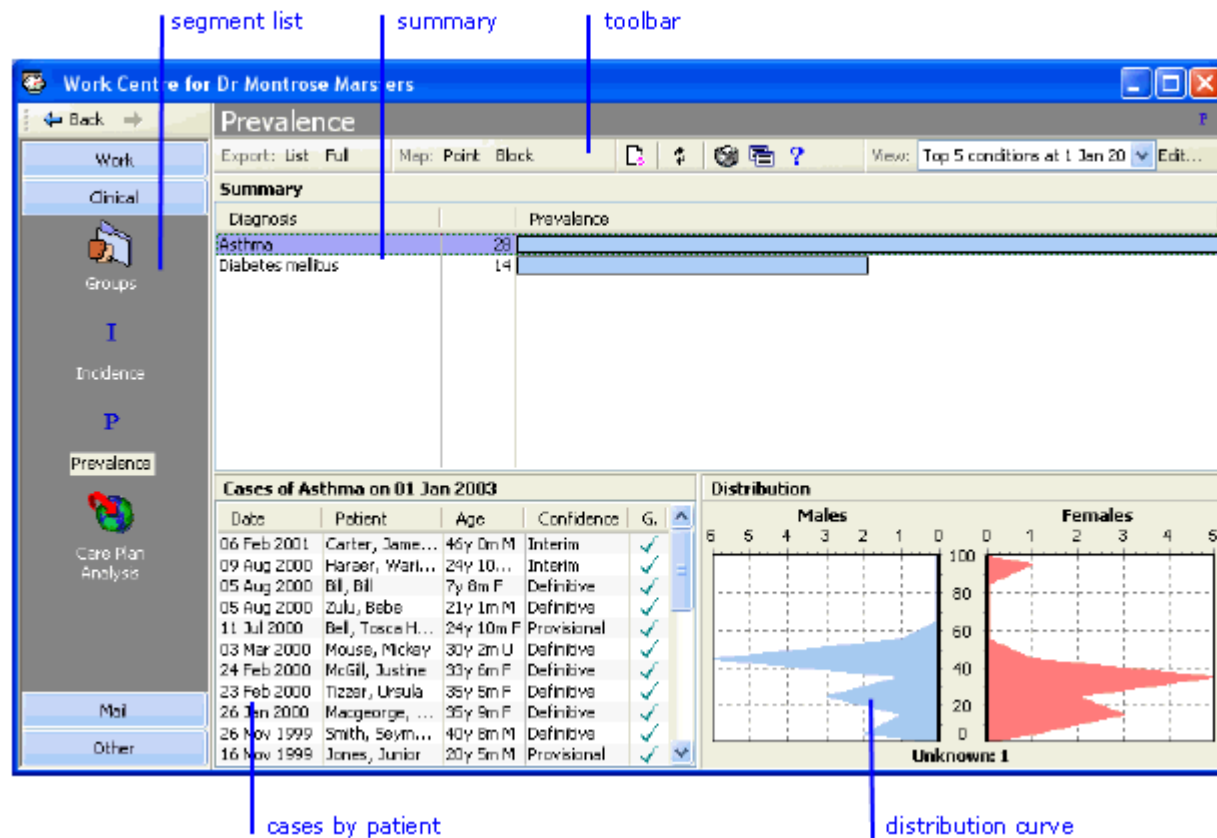 segment list summary toolbar
Work Centre for Dr Montrose Marsters
Back Prevalence P
Export: List Full Map: Point Block ? View: Top 5 conditions at 1 Jan 20 Edit...
Work
Clinical
Groups
I
Incidence
P
Prevalence
Care Plan
Analysis
Mail
Other
Summary
Diagnosis Prevalence
Asthma 28
Diabetes mellitus 14
Cases of Asthma on 01 Jan 2003
Date Patient Age Confidence G.
06 Feb 2001 Carter, Jame... 46y 0m M Interim
09 Aug 2000 Wari... 24y 10... Interim
05 Aug 2000 Bill, Bill 7y 8m F Definitive
05 Aug 2000 Zulu, Bebe 21y 1m M Definitive
11 Jul 2000 Bell, Tosca H... 24y 10m F Provisional
03 Mar 2000 Mouse, Mickey 30y 2m U Definitive
24 Feb 2000 McGill, Justine 33y 6m F Definitive
23 Feb 2000 Tizzer, Ursula 35y 5m F Definitive
26 Jan 2000 Macgeorge, ... 35y 9m F Definitive
26 Nov 1999 Smith, Seym... 40y 8m M Definitive
16 Nov 1999 Jones, Junior 20y 5m M Provisional
Distribution
Males Females
6 5 4 3 2 1 0 0 1 2 3 4 5
100
80
60
40
20
0
Unknown: 1
cases by patient distribution curve